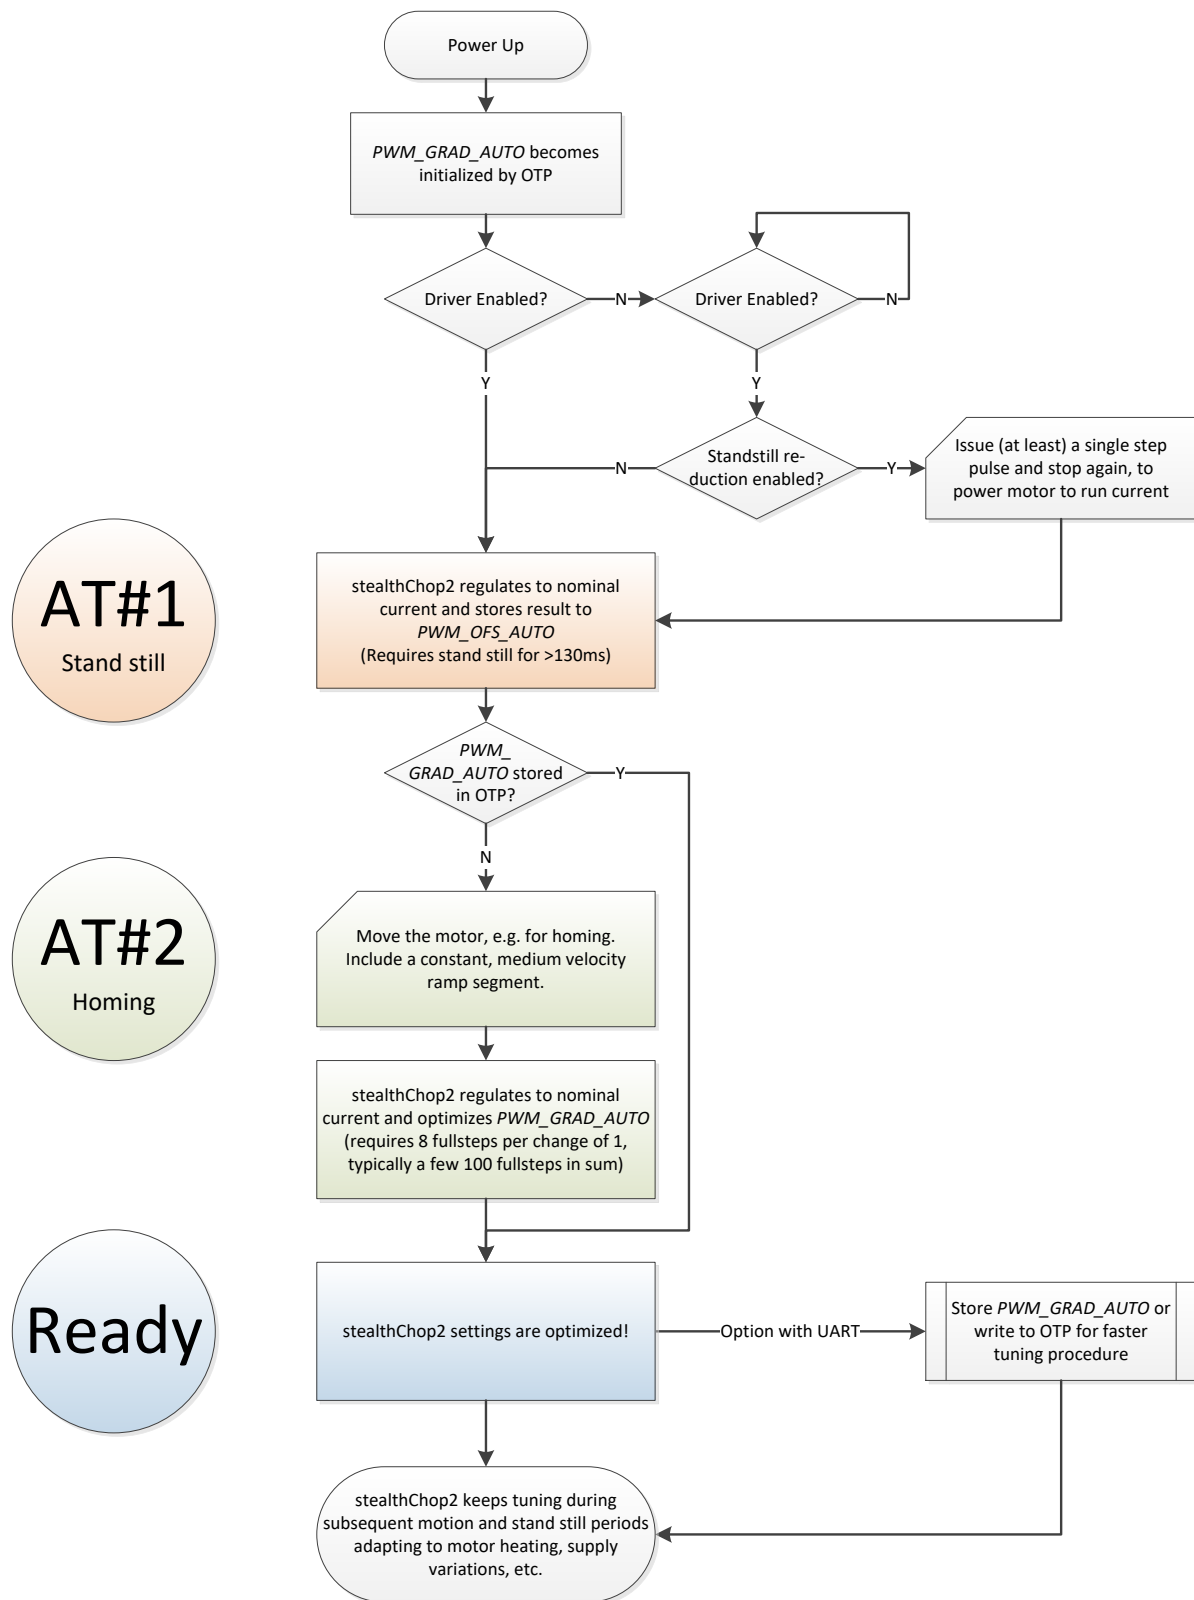 Power Up
PWM_GRAD_AUTO becomes
initialized by OTP
Driver Enabled?
N
Driver Enabled?
N
Y
Y
Standstill re-
duction enabled?
N
Y
Issue (at least) a single step
pulse and stop again, to
power motor to run current
AT#1
Stand still
stealthChop2 regulates to nominal
current and stores result to
PWM_OFS_AUTO
(Requires stand still for >130ms)
PWM_
GRAD_AUTO stored
in OTP?
Y
N
AT#2
Homing
Move the motor, e.g. for homing.
Include a constant, medium velocity
ramp segment.
stealthChop2 regulates to nominal
current and optimizes PWM_GRAD_AUTO
(requires 8 fullsteps per change of 1,
typically a few 100 fullsteps in sum)
Ready
stealthChop2 settings are optimized!
Option with UART
Store PWM_GRAD_AUTO or
write to OTP for faster
tuning procedure
stealthChop2 keeps tuning during
subsequent motion and stand still periods
adapting to motor heating, supply
variations, etc.